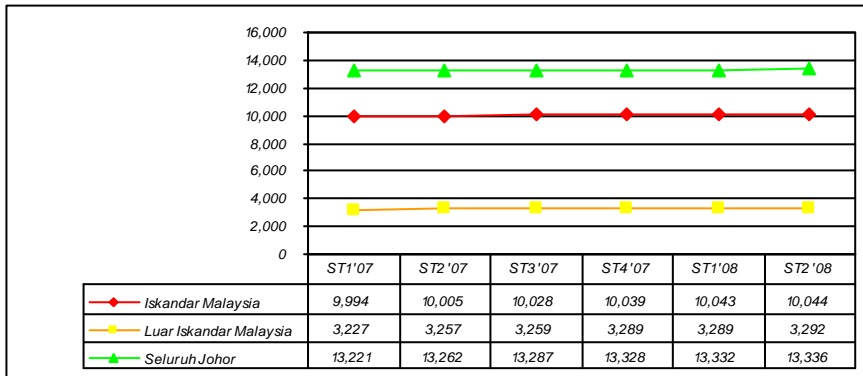 16,000
14,000
12,000
10,000
8,000
6,000
4,000
2,000
0
ST1'07 ST2'07 ST3'07 ST4'07 ST1'08 ST2'08
Iskandar Malaysia 9,994 10,005 10,028 10,039 10,043 10,044
Luar Iskandar Malaysia 3,227 3,257 3,259 3,289 3,289 3,292
Seluruh Johor 13,221 13,262 13,287 13,328 13,332 13,336